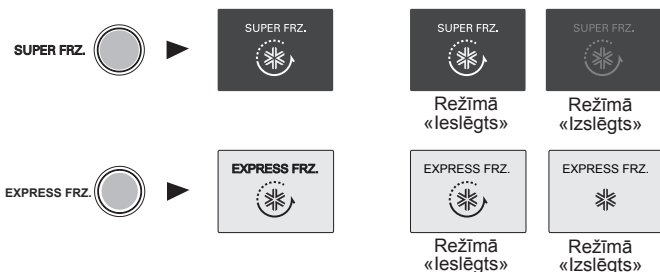 SUPER FRZ.
SUPER FRZ.
SUPER FRZ.
SUPER FRZ.
Režīmā
«Ieslēgts»
Režīmā
«Izslēgts»
EXPRESS FRZ.
EXPRESS FRZ.
EXPRESS FRZ.
EXPRESS FRZ.
Režīmā
«Ieslēgts»
Režīmā
«Izslēgts»